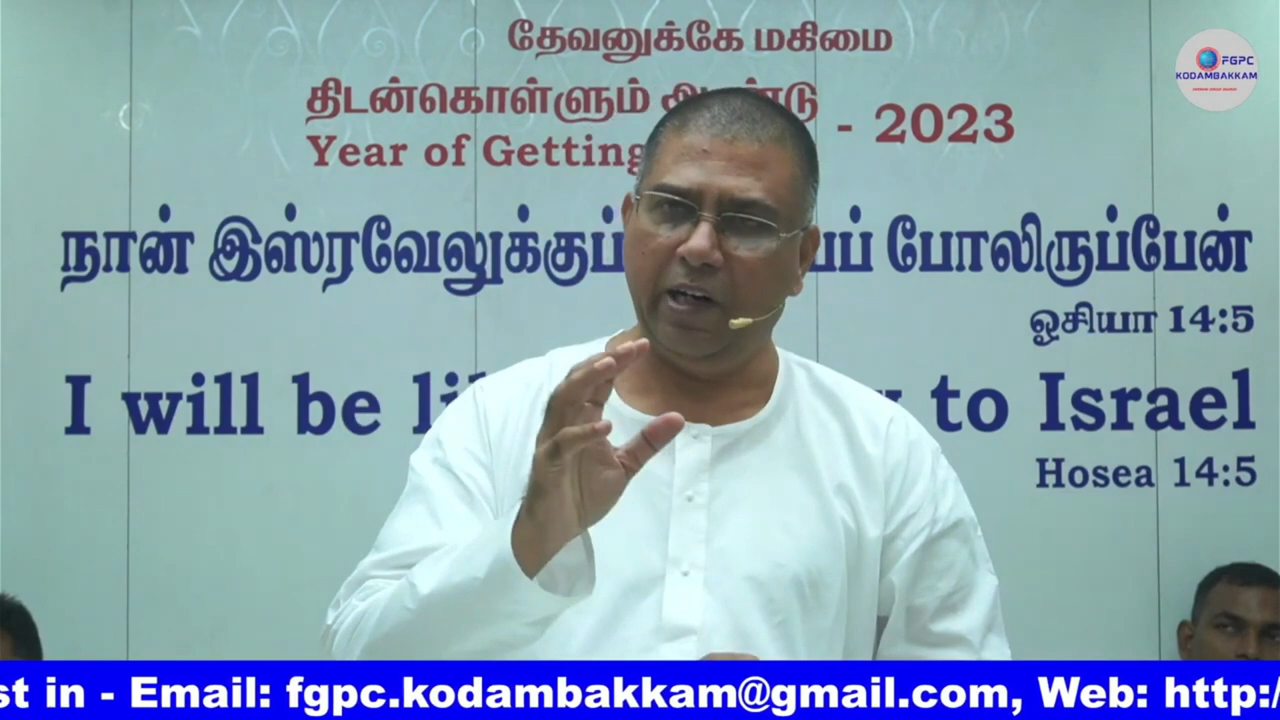 தேவனுக்கே மகிமை
திடன்கொள்ளும்
- 2023
Year of Getting
நான் இஸ்ரவேலுக்குப் போலிருப்பேன்
ஓசியா 14:5
I will be to Israel
Hosea 14:5
FGPC
KODAMBAKKAM
st in - Email: fgpc.kodambakkam@gmail.com, Web: http:/